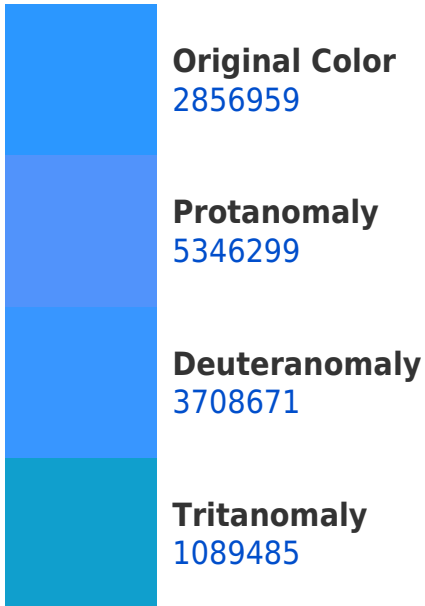 Original Color
2856959
Protanomaly
5346299
Deuteranomaly
3708671
Tritanomaly
1089485